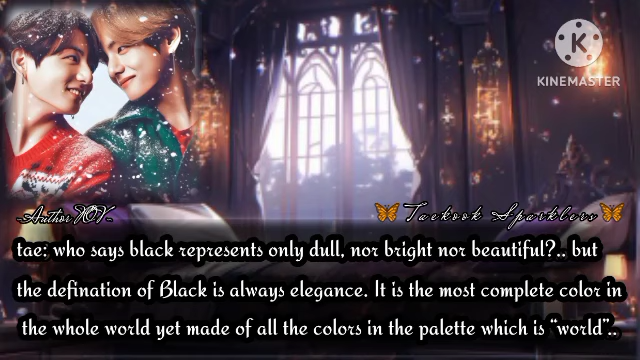 KINEMASTER
-Author POV-
🦋 Taekook Sparklers 🦋
tae: who says black represents only dull, nor bright nor beautiful?.. but
the defination of Black is always elegance. It is the most complete color in
the whole world yet made of all the colors in the palette which is “world”..